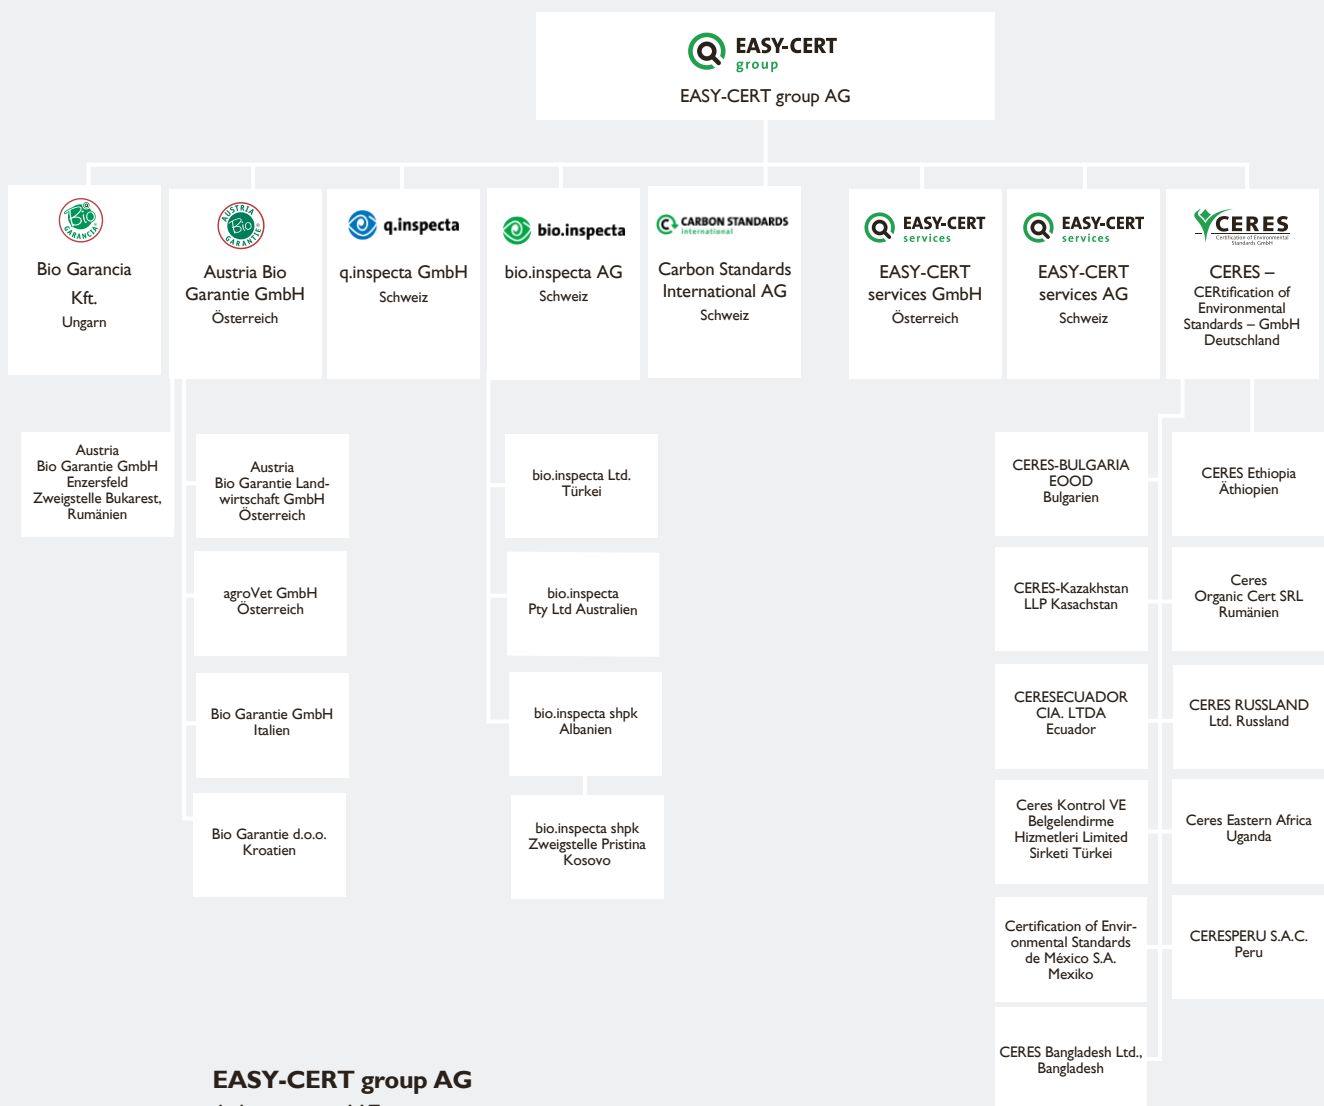 EASY-CERT
group
EASY-CERT group AG
Bio
GARANCIA
Bio Garancia
Kft.
Ungarn
AUSTRIA
Bio
GARANTIE
Austria Bio
Garantie GmbH
Österreich
q.inspecta
q.inspecta GmbH
Schweiz
bio.inspecta
bio.inspecta AG
Schweiz
CARBON STANDARDS
international
Carbon Standards
International AG
Schweiz
EASY-CERT
services
EASY-CERT
services GmbH
Österreich
EASY-CERT
services
EASY-CERT
services AG
Schweiz
CERES
Certification of Environmental
Standards GmbH
CERES –
CERtification of
Environmental
Standards – GmbH
Deutschland
Austria
Bio Garantie GmbH
Enzersfeld
Zweigstelle Bukarest,
Rumänien
Austria
Bio Garantie Land-
wirtschaft GmbH
Österreich
agroVet GmbH
Österreich
Bio Garantie GmbH
Italien
Bio Garantie d.o.o.
Kroatien
bio.inspecta Ltd.
Türkei
bio.inspecta
Pty Ltd Australien
bio.inspecta shpk
Albanien
bio.inspecta shpk
Zweigstelle Pristina
Kosovo
CERES-BULGARIA
EOOD
Bulgarien
CERES-Kazakhstan
LLP Kasachstan
CERESECUADOR
CIA. LTDA
Ecuador
Ceres Kontrol VE
Belgelendirme
Hizmetleri Limited
Sirketi Türkei
Certification of Envir-
onmental Standards
de México S.A.
Mexiko
CERES Bangladesh Ltd.,
Bangladesh
CERES Ethiopia
Äthiopien
Ceres
Organic Cert SRL
Rumänien
CERES RUSSLAND
Ltd. Russland
Ceres Eastern Africa
Uganda
CERESPERU S.A.C.
Peru
EASY-CERT group AG